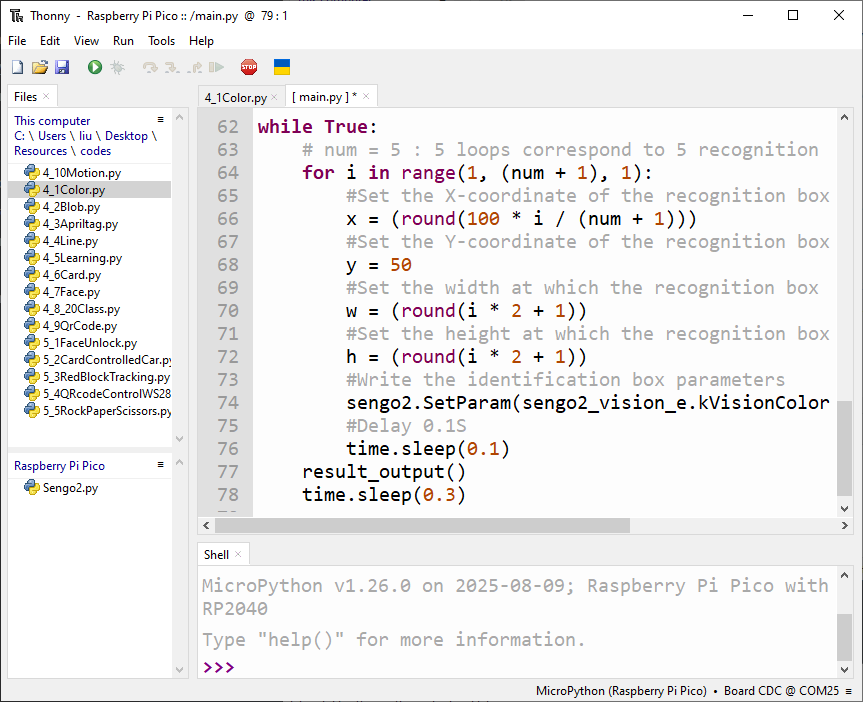 Thonny - Raspberry Pi Pico :: /main.py @ 79 : 1
File Edit View Run Tools Help
STOP
Files
This computer
C: \ Users \ liu \ Desktop \
Resources \ codes
4_10Motion.py
4_1Color.py
4_2Blob.py
4_3Apriltag.py
4_4Line.py
4_5Learning.py
4_6Card.py
4_7Face.py
4_8_20Class.py
4_9QrCode.py
5_1FaceUnlock.py
5_2CardControlledCar.py
5_3RedBlockTracking.py
5_4QRcodeControlWS28
5_5RockPaperScissors.py
Raspberry Pi Pico
Sengo2.py
4_1Color.py [ main.py ] *
62 while True:
63 # num = 5 : 5 loops correspond to 5 recognition
64 for i in range(1, (num + 1), 1):
65 #Set the X-coordinate of the recognition box
66 x = (round(100 * i / (num + 1)))
67 #Set the Y-coordinate of the recognition box
68 y = 50
69 #Set the width at which the recognition box
70 w = (round(i * 2 + 1))
71 #Set the height at which the recognition box
72 h = (round(i * 2 + 1))
73 #Write the identification box parameters
74 sengo2.SetParam(sengo2_vision_e.kVisionColor
75 #Delay 0.1S
76 time.sleep(0.1)
77 result_output()
78 time.sleep(0.3)
Shell
MicroPython v1.26.0 on 2025-08-09; Raspberry Pi Pico with
RP2040
Type "help()" for more information.
>>>
MicroPython (Raspberry Pi Pico) • Board CDC @ COM25 ≡